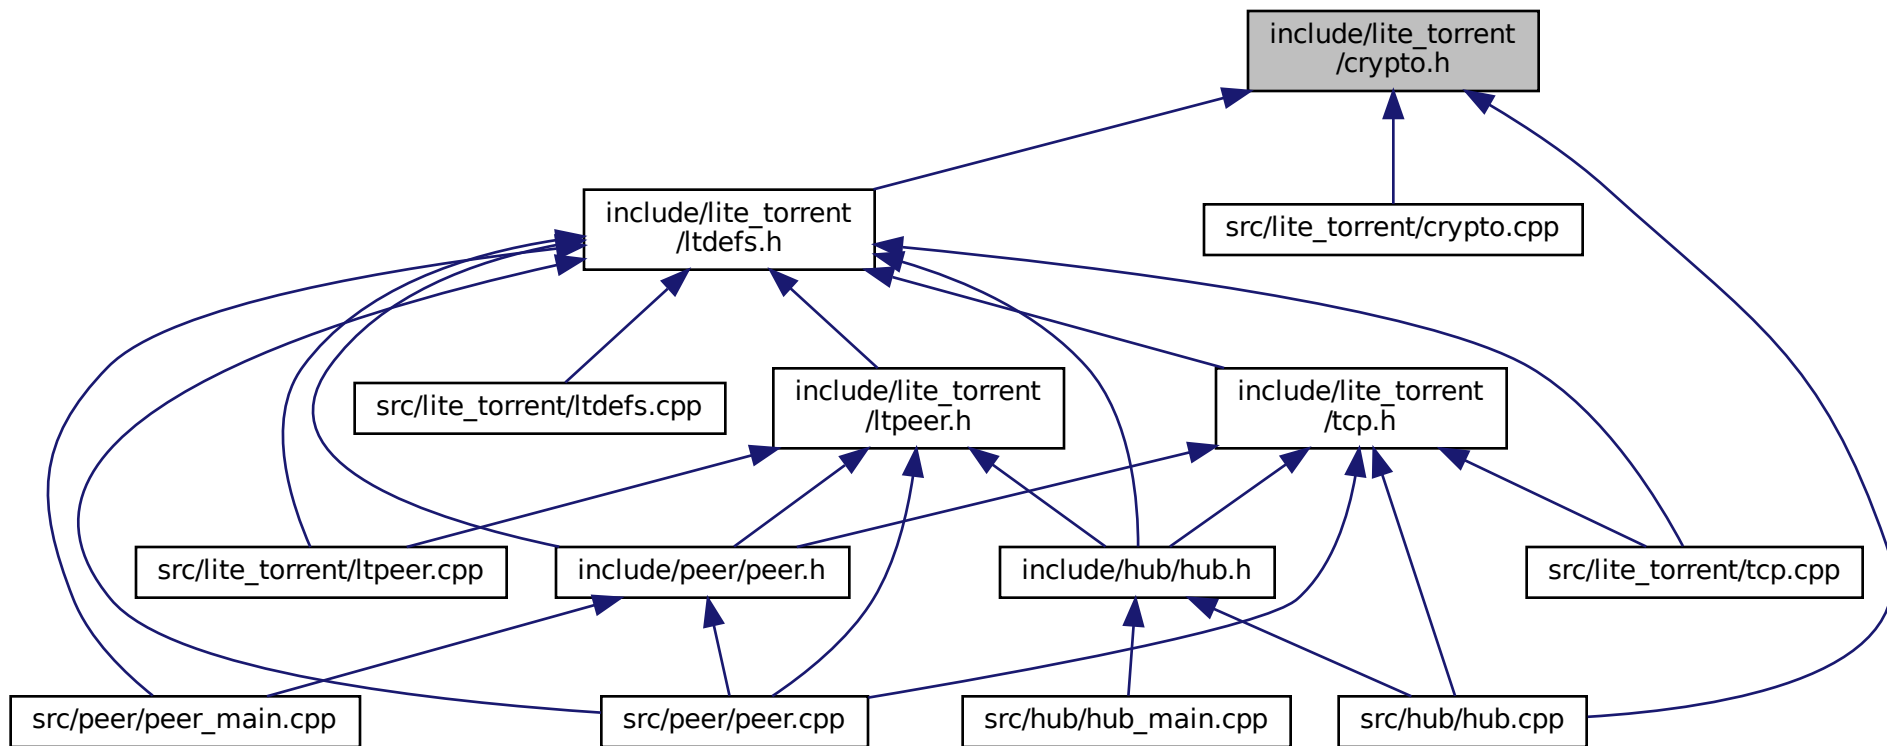 include/lite_torrent
/crypto.h
include/lite_torrent
/ltdefs.h
src/lite_torrent/crypto.cpp
src/lite_torrent/ltdefs.cpp
include/lite_torrent
/ltpeer.h
include/lite_torrent
/tcp.h
src/lite_torrent/ltpeer.cpp
include/peer/peer.h
include/hub/hub.h
src/lite_torrent/tcp.cpp
src/peer/peer_main.cpp
src/peer/peer.cpp
src/hub/hub_main.cpp
src/hub/hub.cpp